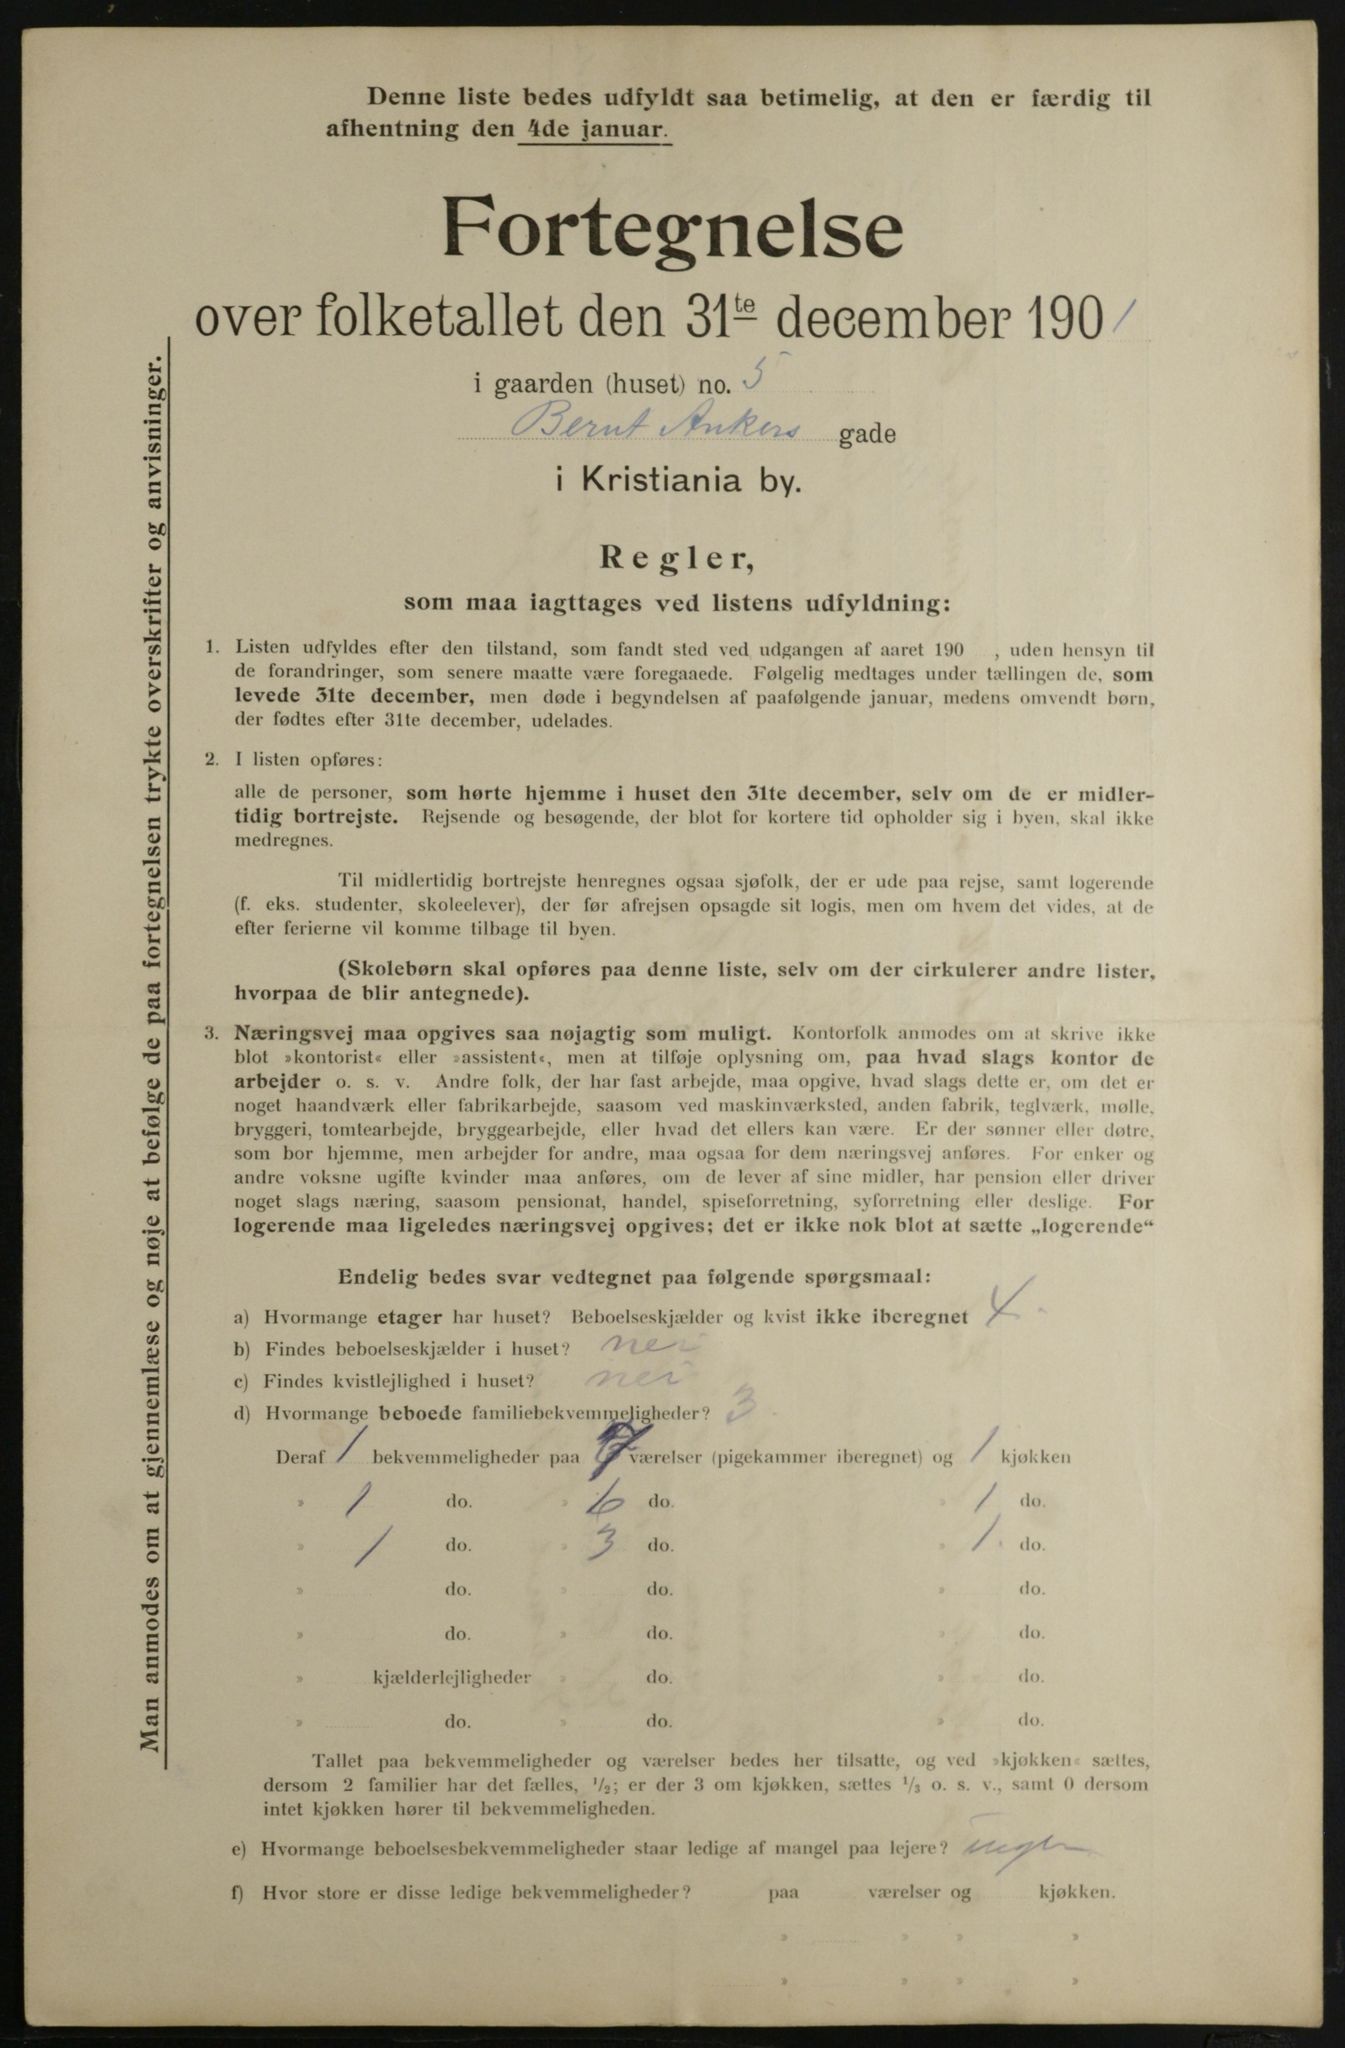 Denne liste bedes udfyldt saa betimelig, at den er færdig til
afhentning den 4de januar.
Fortegnelse
over folketallet den 31te december 1901
i gaarden (huset) no. 5
Bernt Ankers gade
i Kristiania by.
Regler,
som maa iagttages ved listens udfyldning:
1. Listen udfyldes efter den tilstand, som fandt sted ved udgangen af aaret 190 , uden hensyn til
de forandringer, som senere maatte være foregaaede. Følgelig medtages under tællingen de, som
levede 31te december, men døde i begyndelsen af paafølgende januar, medens omvendt børn,
der fødtes efter 31te december, udelades.
2. I listen opføres:
alle de personer, som hørte hjemme i huset den 31te december, selv om de er midler-
tidig bortrejste. Rejsende og besøgende, der blot for kortere tid opholder sig i byen, skal ikke
medregnes.
Til midlertidig bortrejste henregnes ogsaa sjøfolk, der er ude paa rejse, samt logerende
(f. eks. studenter, skoleelever), der før afrejsen opsagde sit logis, men om hvem det vides, at de
efter ferierne vil komme tilbage til byen.
(Skolebørn skal opføres paa denne liste, selv om der cirkulerer andre lister,
hvorpaa de blir antegnede).
3. Næringsvej maa opgives saa nøjagtig som muligt. Kontorfolk anmodes om at skrive ikke
blot »kontorist« eller »assistent«, men at tilføje oplysning om, paa hvad slags kontor de
arbejder o. s. v. Andre folk, der har fast arbejde, maa opgive, hvad slags dette er, om det er
noget haandværk eller fabrikarbejde, saasom ved maskinværksted, anden fabrik, teglværk, mølle,
bryggeri, tomtearbejde, bryggearbejde, eller hvad det ellers kan være. Er der sønner eller døtre,
som bor hjemme, men arbejder for andre, maa ogsaa for dem næringsvej anføres. For enker og
andre voksne ugifte kvinder maa anføres, om de lever af sine midler, har pension eller driver
noget slags næring, saasom pensionat, handel, spiseforretning, syforretning eller deslige. For
logerende maa ligeledes næringsvej opgives; det er ikke nok blot at sætte „logerende“
Endelig bedes svar vedtegnet paa følgende spørgsmaal:
a) Hvormange etager har huset? Beboelseskjælder og kvist ikke iberegnet 4.
b) Findes beboelseskjælder i huset? nei
c) Findes kvistlejlighed i huset? nei
d) Hvormange beboede familiebekvemmeligheder? 3.
Deraf 1 bekvemmeligheder paa 7 værelser (pigekammer iberegnet) og 1 kjøkken
» 1 do. » 6 do. » 1 do.
» 1 do. » 3 do. » 1. do.
» do. » do. » do.
» do. » do. » do.
» kjælderlejligheder » do. » do.
» do. » do. » do.
Tallet paa bekvemmeligheder og værelser bedes her tilsatte, og ved »kjøkken« sættes,
dersom 2 familier har det fælles, 1/2; er der 3 om kjøkken, sættes 1/3 o. s. v., samt 0 dersom
intet kjøkken hører til bekvemmeligheden.
e) Hvormange beboelsesbekvemmeligheder staar ledige af mangel paa lejere?
f) Hvor store er disse ledige bekvemmeligheder? paa værelser og kjøkken.
» » » »
» » » »
Man anmodes om at gjennemlæse og nøje at befølge de paa fortegnelsen trykte overskrifter og anvisninger.